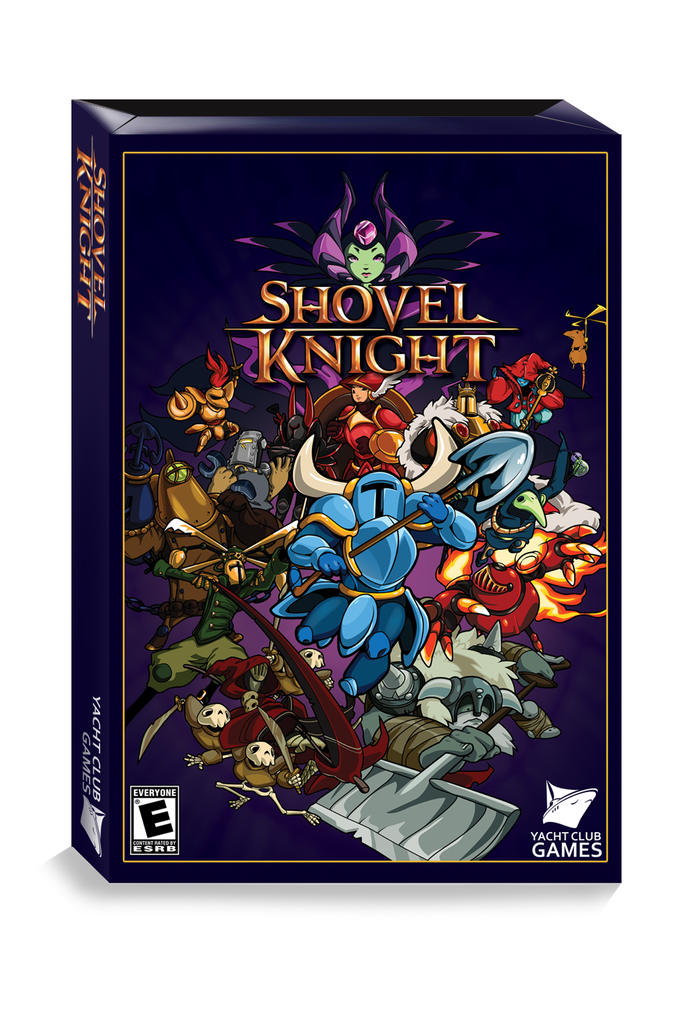 SHOVEL
KNIGHT
SHOVEL
KNIGHT
YACHT CLUB
GAMES
EVERYONE
E
®
CONTENT RATED BY
ESRB
YACHT CLUB
GAMES